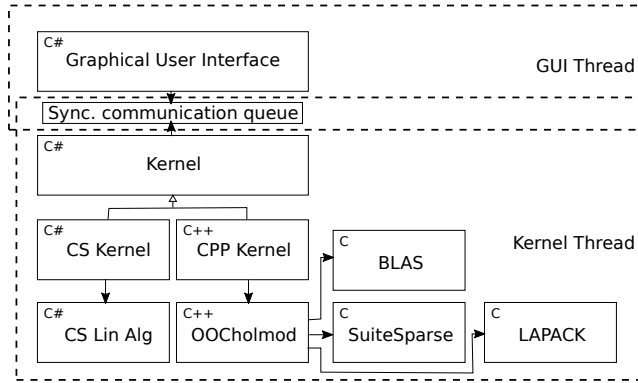 C#
Graphical User Interface
GUI Thread
Sync. communication queue
C#
Kernel
Kernel Thread
C#
CS Kernel
C++
CPP Kernel
C
BLAS
C#
CS Lin Alg
C++
OOCholmod
C
SuiteSparse
C
LAPACK